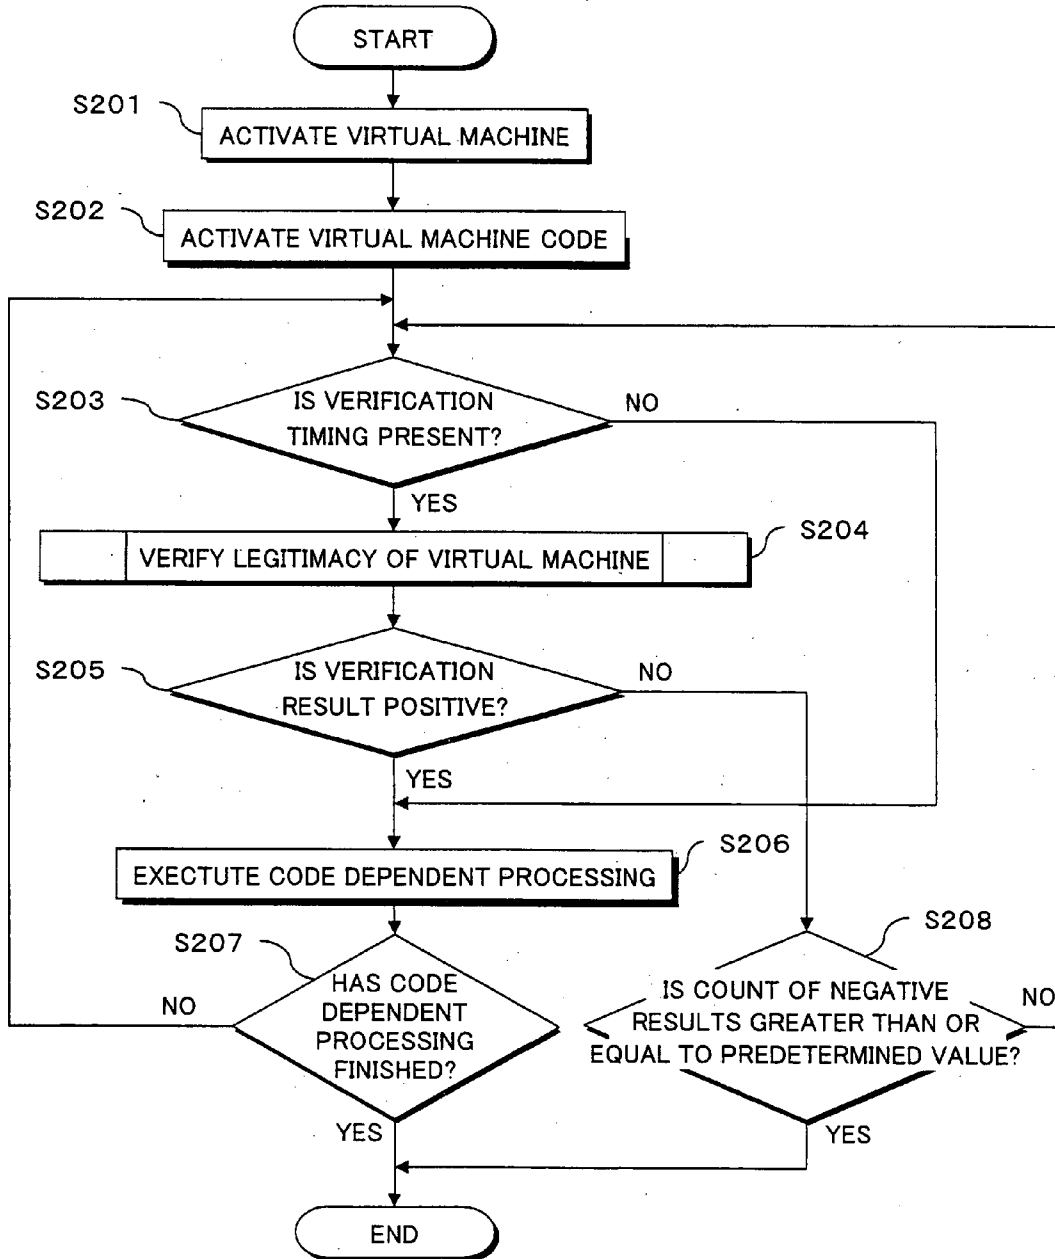 START
S201
ACTIVATE VIRTUAL MACHINE
S202
ACTIVATE VIRTUAL MACHINE CODE
S203
IS VERIFICATION
TIMING PRESENT?
NO
YES
S204
VERIFY LEGITIMACY OF VIRTUAL MACHINE
S205
IS VERIFICATION
RESULT POSITIVE?
NO
YES
S206
EXECTUTE CODE DEPENDENT PROCESSING
S207
HAS CODE
DEPENDENT
PROCESSING
FINISHED?
NO
YES
S208
IS COUNT OF NEGATIVE
RESULTS GREATER THAN OR
EQUAL TO PREDETERMINED VALUE?
NO
YES
END